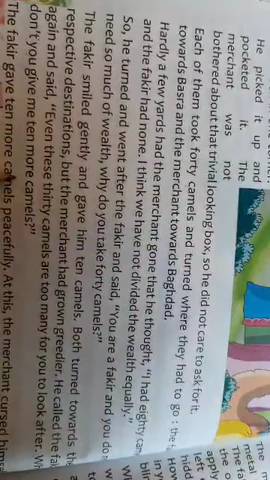 He picked it up and
pocketed it. The
merchant was not
bothered about that trivial looking box, so he did not care to ask for it.
Each of them took forty camels and turned where they had to go : the
towards Basra and the merchant towards Baghdad.
Hardly a few yards had the merchant gone that he thought, "I had eighty
and the fakir had none. I think we have not divided the wealth equally."
So, he turned and went after the fakir and said, "you are a fakir and you do
need so much of wealth, why do you take forty camels?"
The fakir smiled gently and gave him ten camels. Both turned towards
respective destinations, but the merchant had grown greedier. He called the
again and said, "Even these thirty camels are too many for you to look after.
don't you give me ten more camels?"
The fakir gave ten more camels peacefully. At this, the merchant cursed
The
metal
The fa
the o
apply
left
hidd
How
in y